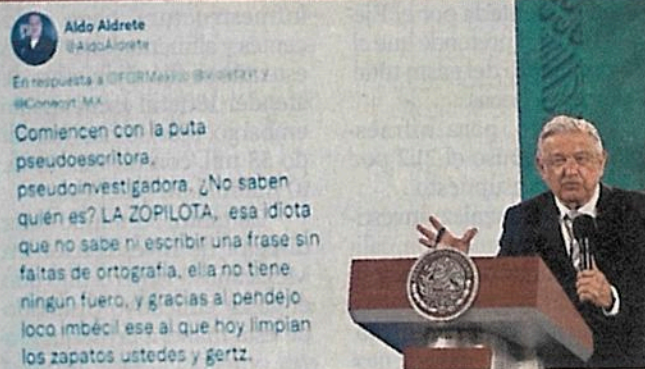 Aldo Aldrete
@AldoAldrete
En respuesta a @FGRMexico
@Conacyt_MX
Comiencen con la puta
pseudoescritora,
pseudoinvestigadora. ¿No saben
quién es? LA ZOPILOTA, esa idiota
que no sabe ni escribir una frase sin
faltas de ortografía, ella no tiene
ningun fuero, y gracias al pendejo
loco imbécil ese al que hoy limpian
los zapatos ustedes y gertz.